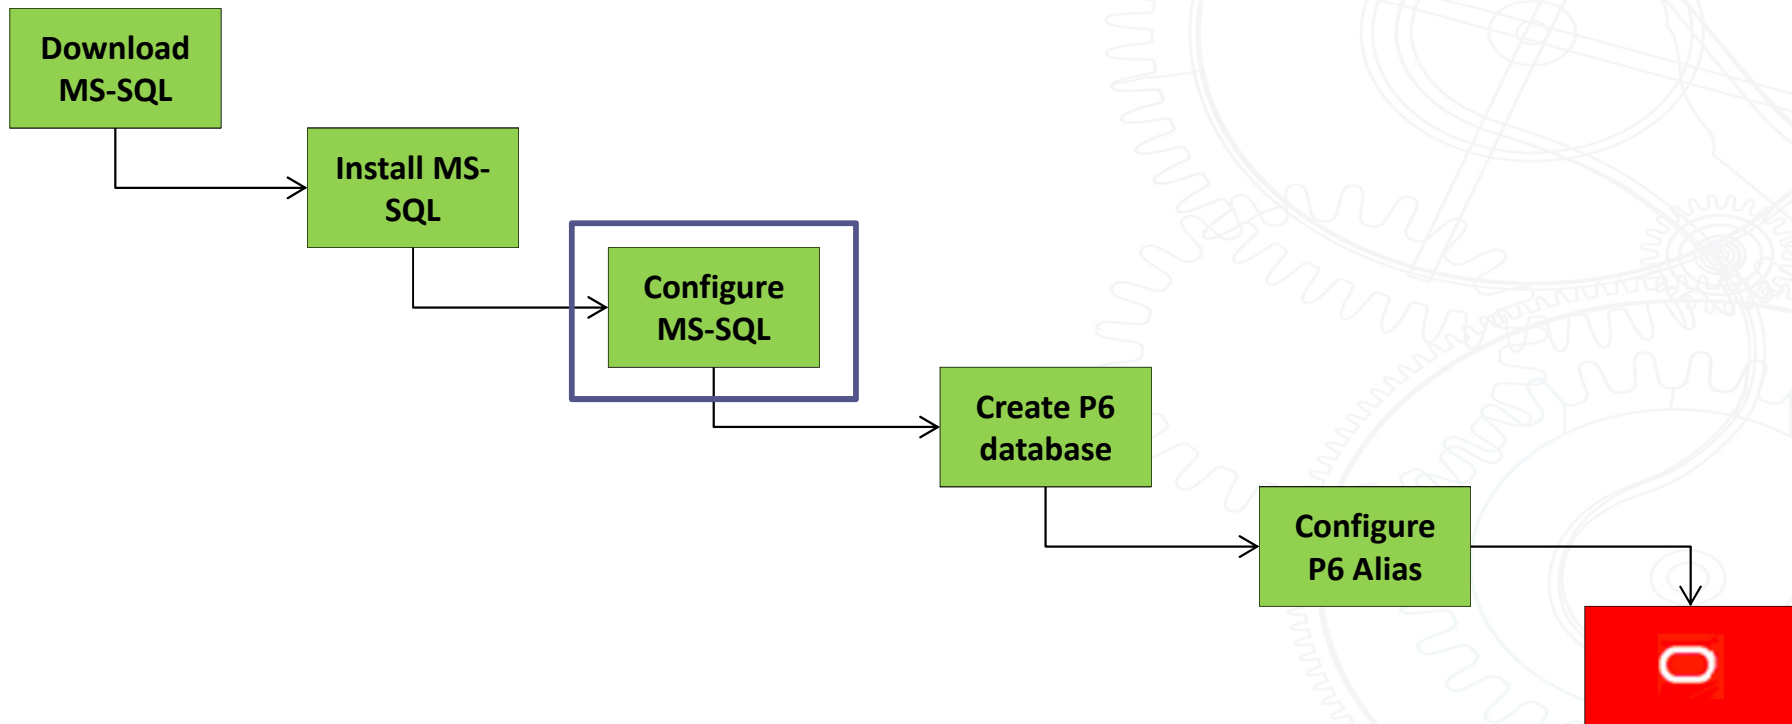 Download
MS-SQL
Install MS-
SQL
Configure
MS-SQL
Create P6
database
Configure
P6 Alias